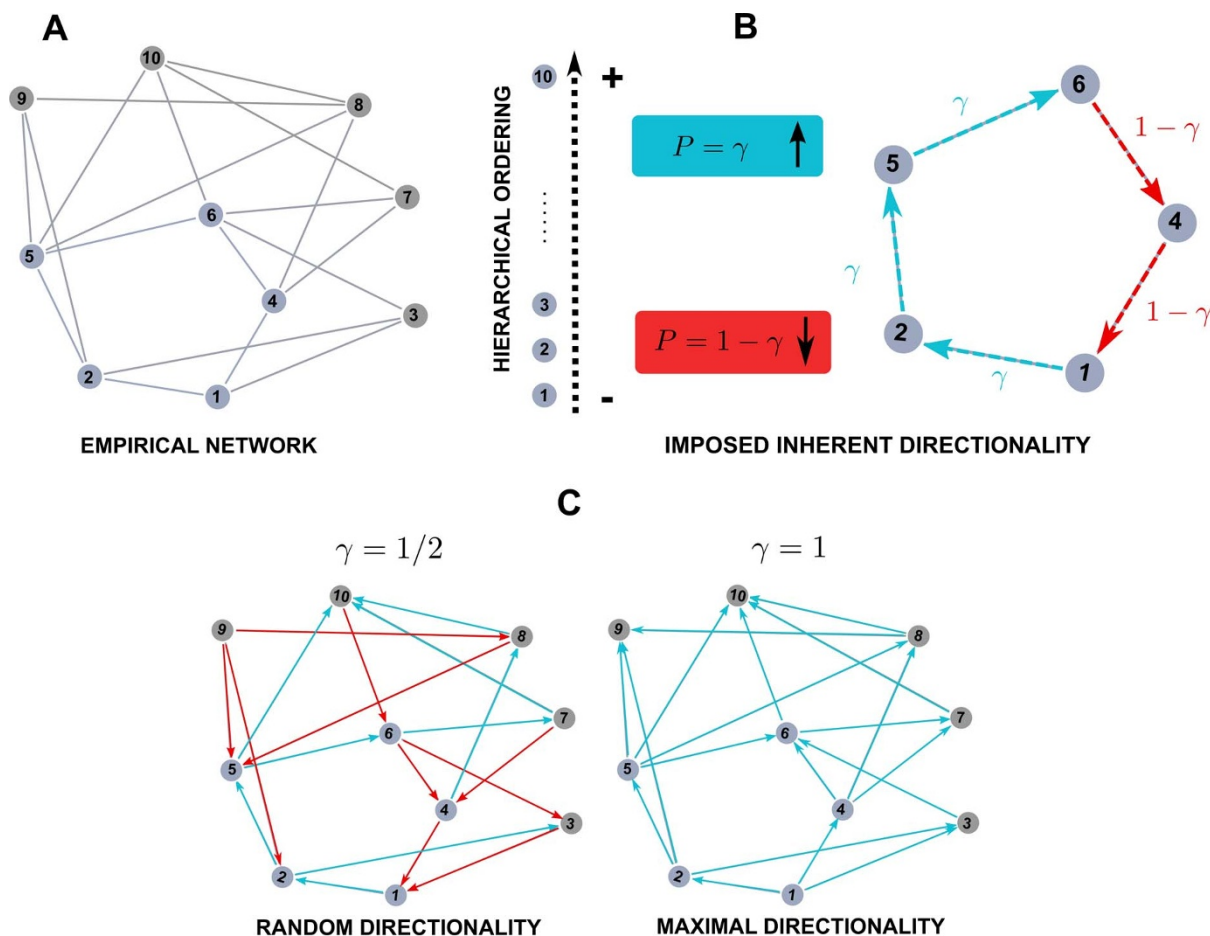 A
10
9
8
7
6
5
4
3
2
1
EMPIRICAL NETWORK
HIERARCHICAL ORDERING
10
......
3
2
1
+
-
B
P = γ
P = 1 − γ
6
5
4
2
1
γ
1 − γ
γ
1 − γ
γ
IMPOSED INHERENT DIRECTIONALITY
C
γ = 1/2
10
9
8
7
6
5
4
3
2
1
RANDOM DIRECTIONALITY
γ = 1
10
9
8
7
6
5
4
3
2
1
MAXIMAL DIRECTIONALITY